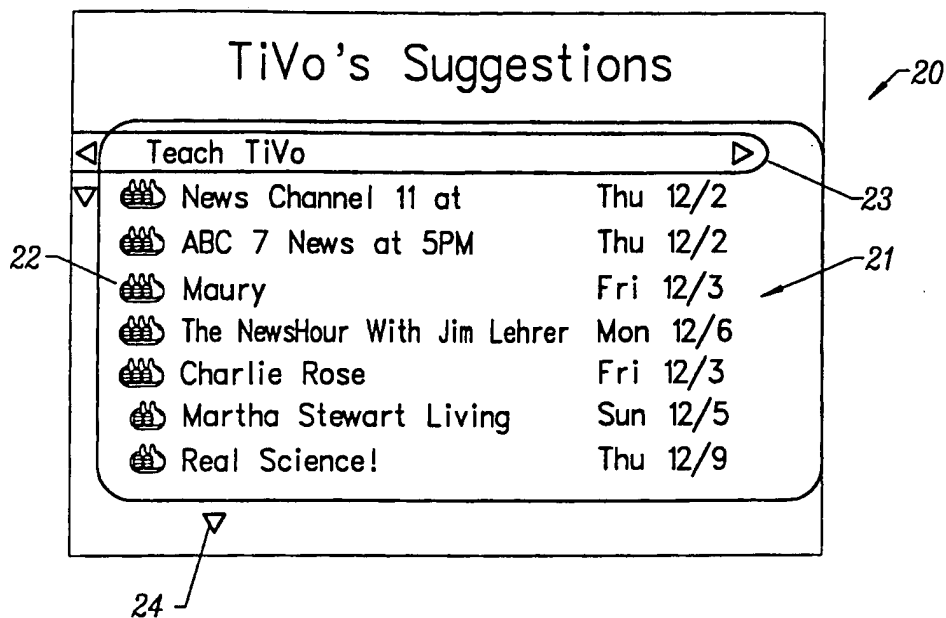 TiVo's Suggestions
20
Teach TiVo
23
News Channel 11 at Thu 12/2
ABC 7 News at 5PM Thu 12/2
22
21
Maury Fri 12/3
The NewsHour With Jim Lehrer Mon 12/6
Charlie Rose Fri 12/3
Martha Stewart Living Sun 12/5
Real Science! Thu 12/9
24